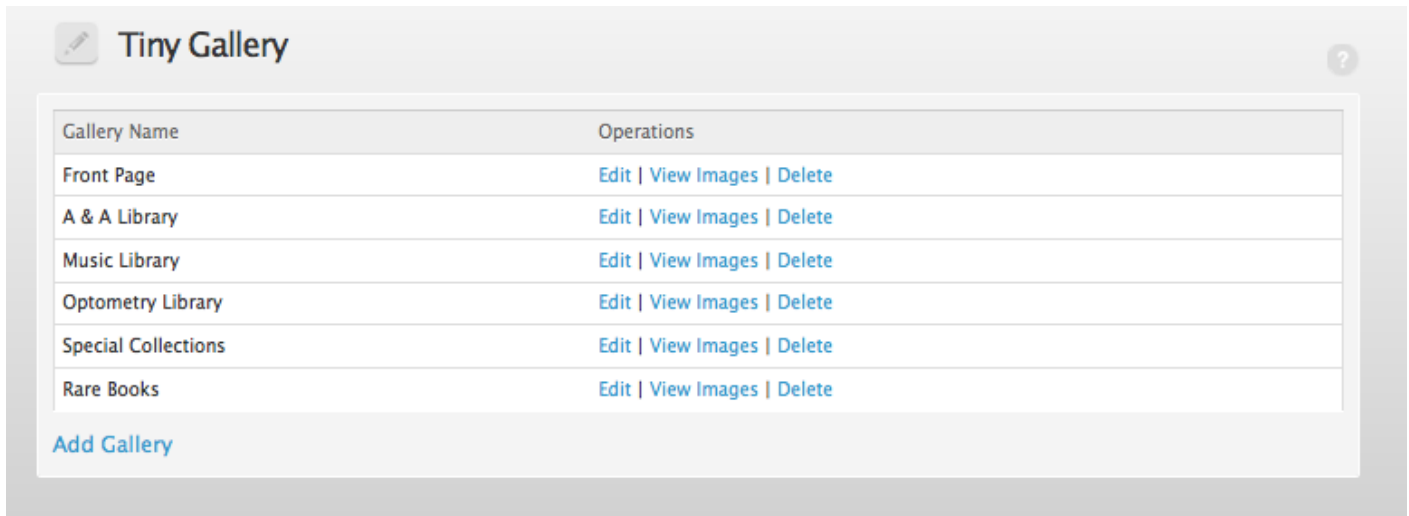 Tiny Gallery
?
Gallery Name Operations
Front Page Edit | View Images | Delete
A & A Library Edit | View Images | Delete
Music Library Edit | View Images | Delete
Optometry Library Edit | View Images | Delete
Special Collections Edit | View Images | Delete
Rare Books Edit | View Images | Delete
Add Gallery